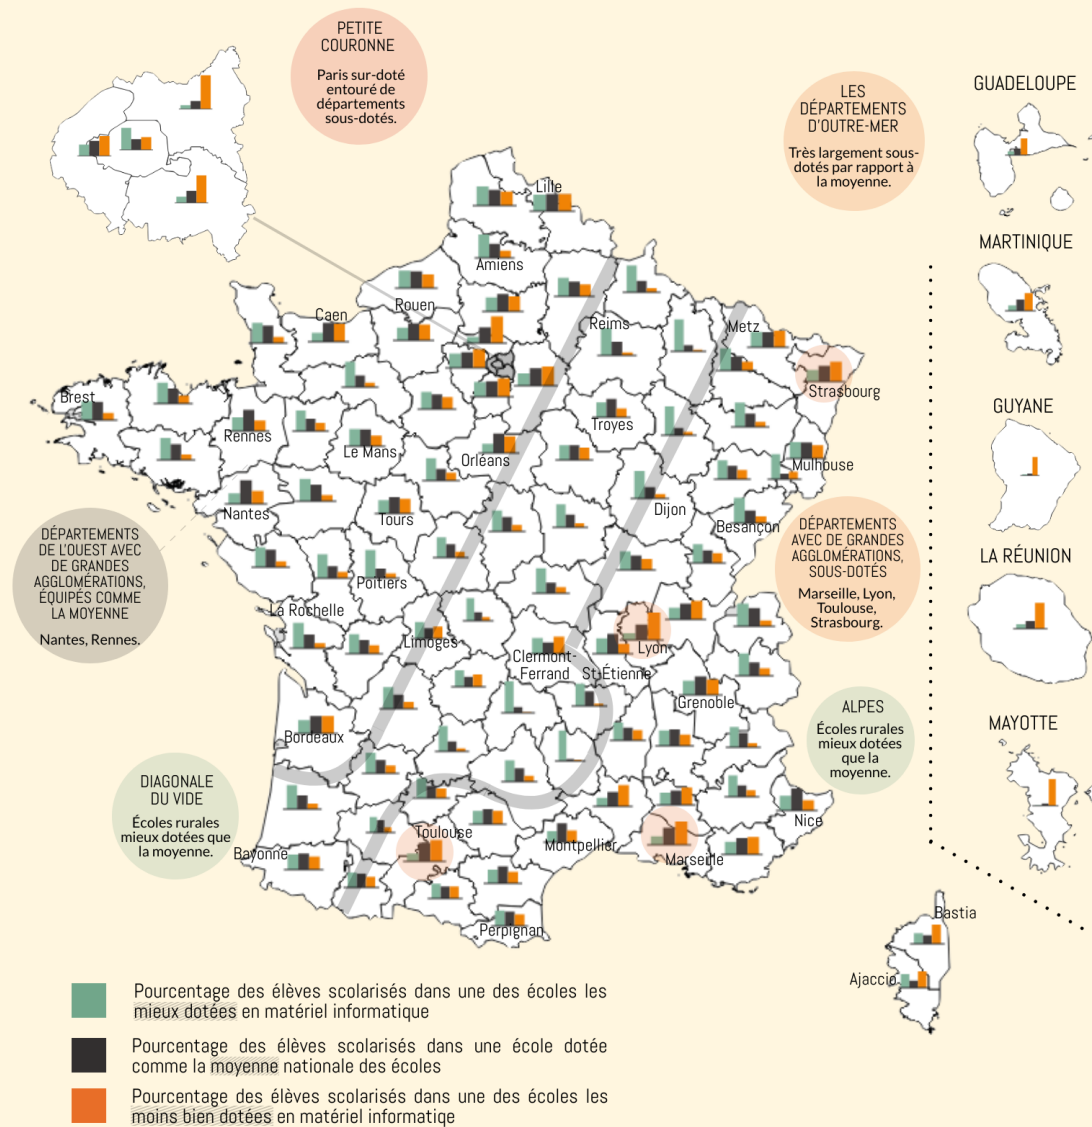 PETITE
COURONNE
Paris sur-doté
entouré de
départements
sous-dotés.
LES
DÉPARTEMENTS
D'OUTRE-MER
Très largement sous-
dotés par rapport à
la moyenne.
GUADELOUPE
MARTINIQUE
GUYANE
LA RÉUNION
MAYOTTE
Lille
Amiens
Rouen
Caen
Reims
Metz
Strasbourg
Brest
Rennes
Le Mans
Orléans
Troyes
Mulhouse
Nantes
Tours
Dijon
Besançon
DÉPARTEMENTS
DE L'OUEST AVEC
DE GRANDES
AGGLOMÉRATIONS,
ÉQUIPÉS COMME
LA MOYENNE
Nantes, Rennes.
DÉPARTEMENTS
AVEC DE GRANDES
AGGLOMÉRATIONS,
SOUS-DOTÉS
Marseille, Lyon,
Toulouse,
Strasbourg.
Poitiers
La Rochelle
Limoges
Clermont-
Ferrand
St-Étienne
Lyon
Grenoble
Bordeaux
ALPES
Écoles rurales
mieux dotées
que la
moyenne.
DIAGONALE
DU VIDE
Écoles rurales
mieux dotées que
la moyenne.
Bayonne
Toulouse
Montpellier
Marseille
Nice
Perpignan
Bastia
Ajaccio
Pourcentage des élèves scolarisés dans une des écoles les
mieux dotées en matériel informatique
Pourcentage des élèves scolarisés dans une école dotée
comme la moyenne nationale des écoles
Pourcentage des élèves scolarisés dans une des écoles les
moins bien dotées en matériel informatiqe